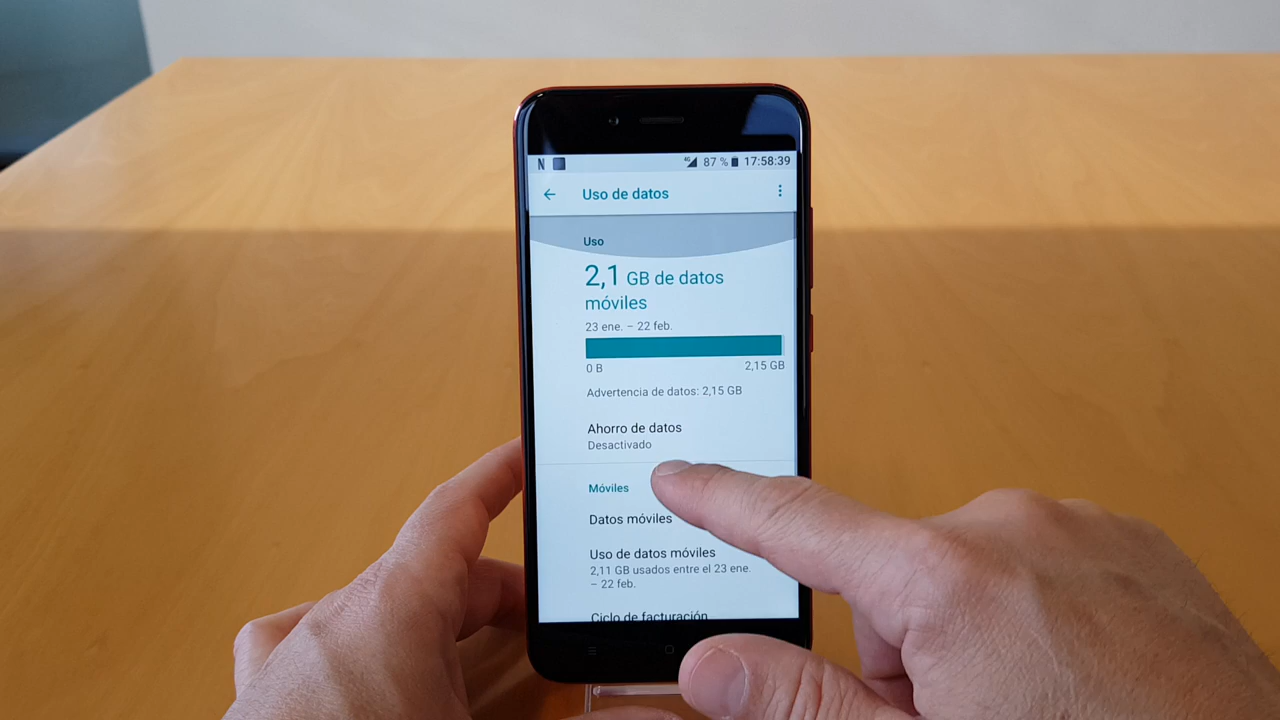 N 4G 87 % 17:58:39
Uso de datos
Uso
2,1 GB de datos
móviles
23 ene. – 22 feb.
0 B 2,15 GB
Advertencia de datos: 2,15 GB
Ahorro de datos
Desactivado
Móviles
Datos móviles
Uso de datos móviles
2,11 GB usados entre el 23 ene.
– 22 feb.
Ciclo de facturación